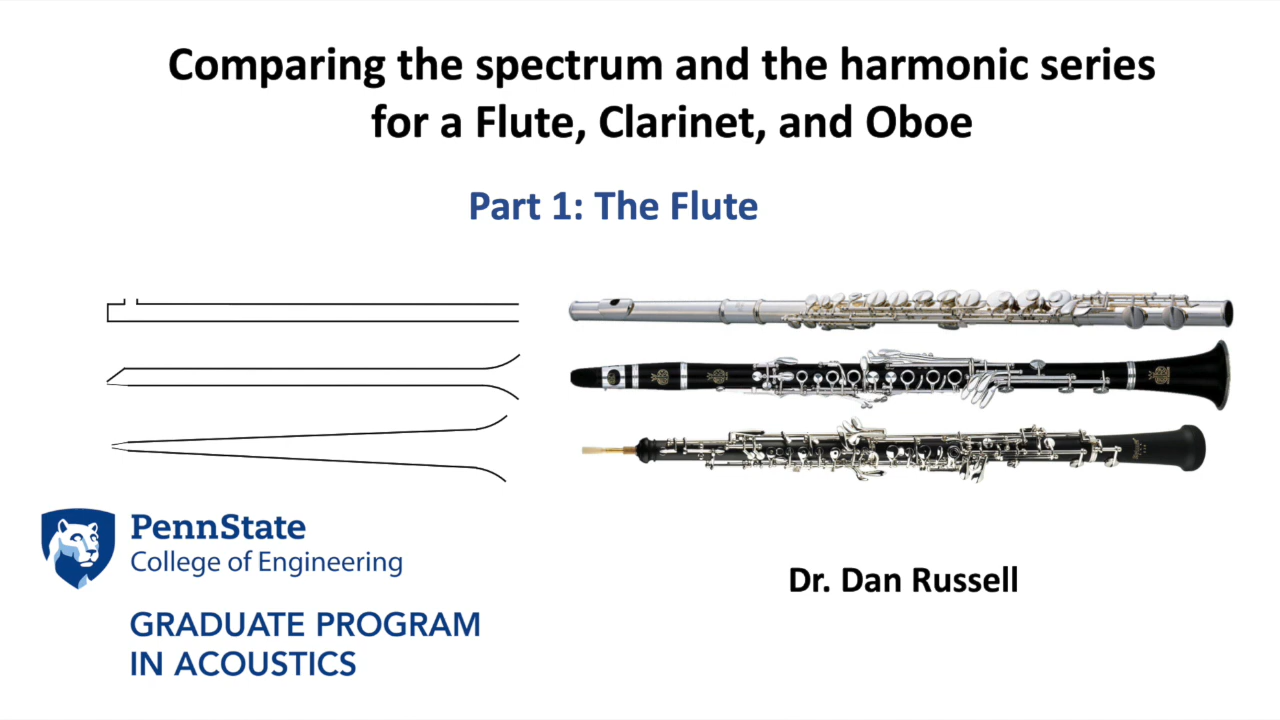 Comparing the spectrum and the harmonic series
for a Flute, Clarinet, and Oboe
Part 1: The Flute
PennState
College of Engineering
GRADUATE PROGRAM
IN ACOUSTICS
Dr. Dan Russell